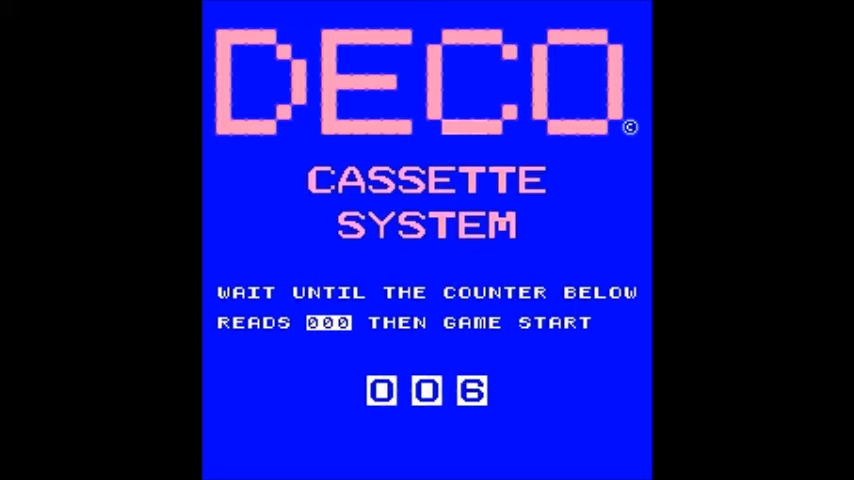 DECO©
CASSETTE
SYSTEM
WAIT UNTIL THE COUNTER BELOW
READS 000 THEN GAME START
006